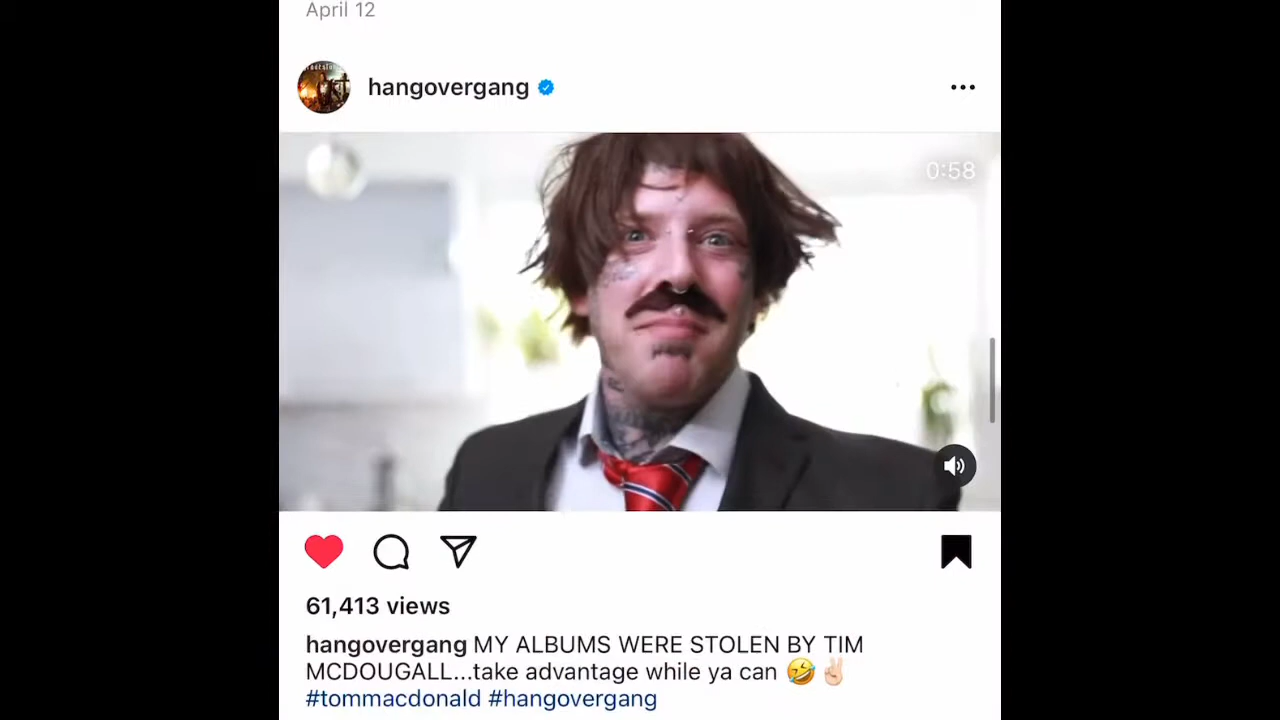 April 12
hangovergang
0:58
61,413 views
hangovergang MY ALBUMS WERE STOLEN BY TIM
MCDOUGALL...take advantage while ya can 🤣✌🏻
#tommacdonald #hangovergang